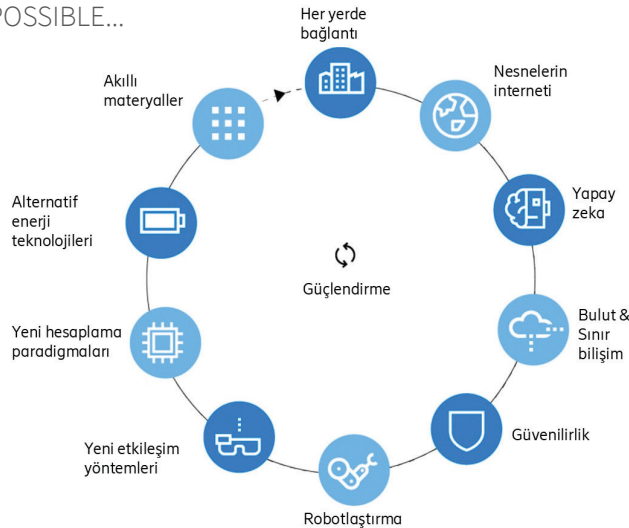 POSSIBLE...
Her yerde
bağlantı
Nesnelerin
interneti
Yapay
zeka
Bulut &
Sınır
bilişim
Güvenilirlik
Robotlaştırma
Yeni etkileşim
yöntemleri
Yeni hesaplama
paradigmaları
Alternatif
enerji
teknolojileri
Akıllı
materyaller
Güçlendirme